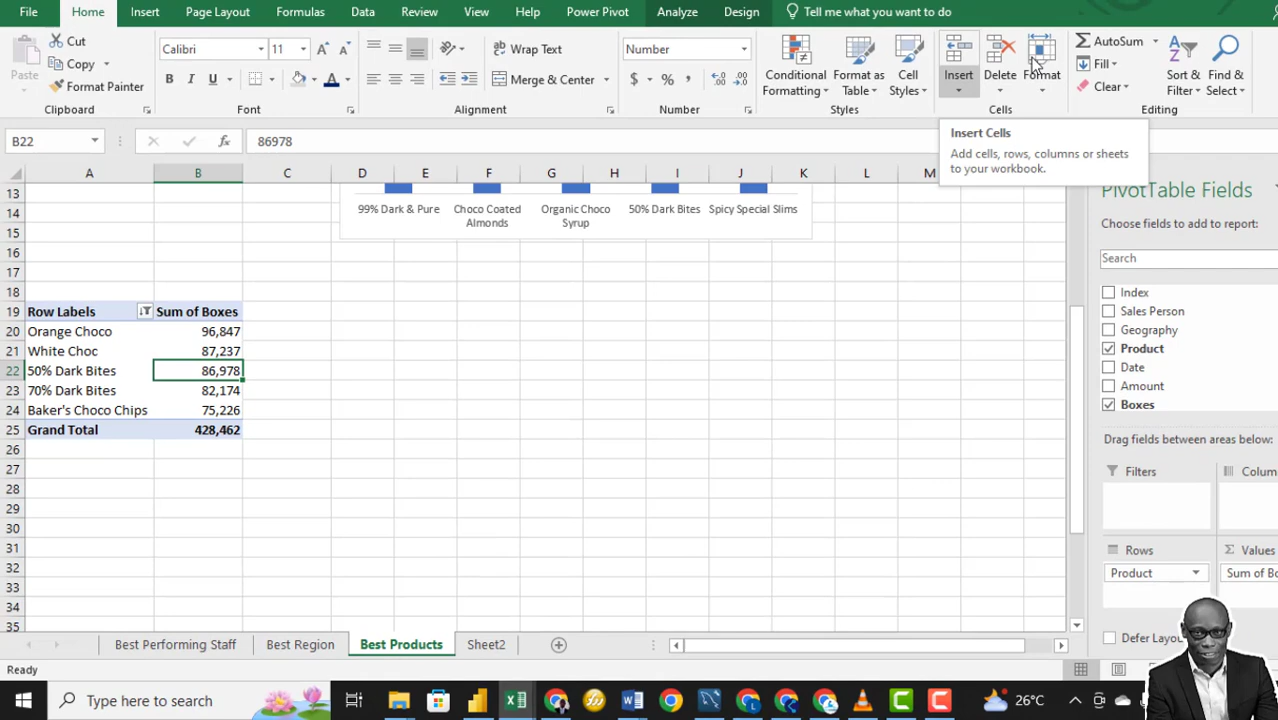 File Home Insert Page Layout Formulas Data Review View Help Power Pivot Analyze Design Tell me what you want to do
Paste Cut Copy Format Painter
Calibri 11 A A B I U A
Wrap Text Merge & Center
Number $ % ,
Conditional Formatting Format as Table Cell Styles
Insert Delete Format
AutoSum Fill Clear Sort & Filter Find & Select
Clipboard Font Alignment Number Styles Cells Editing
B22 fx 86978
Insert Cells
Add cells, rows, columns or sheets
to your workbook.
A B C D E F G H I J K L M
13
14
15
16
17
18
19
20
21
22
23
24
25
26
27
28
29
30
31
32
33
34
35
99% Dark & Pure Choco Coated Almonds Organic Choco Syrup 50% Dark Bites Spicy Special Slims
Row Labels Sum of Boxes
Orange Choco 96,847
White Choc 87,237
50% Dark Bites 86,978
70% Dark Bites 82,174
Baker's Choco Chips 75,226
Grand Total 428,462
PivotTable Fields
Choose fields to add to report:
Search
Index
Sales Person
Geography
Product
Date
Amount
Boxes
Drag fields between areas below:
Filters Colum
Rows Σ Values
Product Sum of Bo
Defer Layou
Best Performing Staff Best Region Best Products Sheet2
Ready
Type here to search 26°C